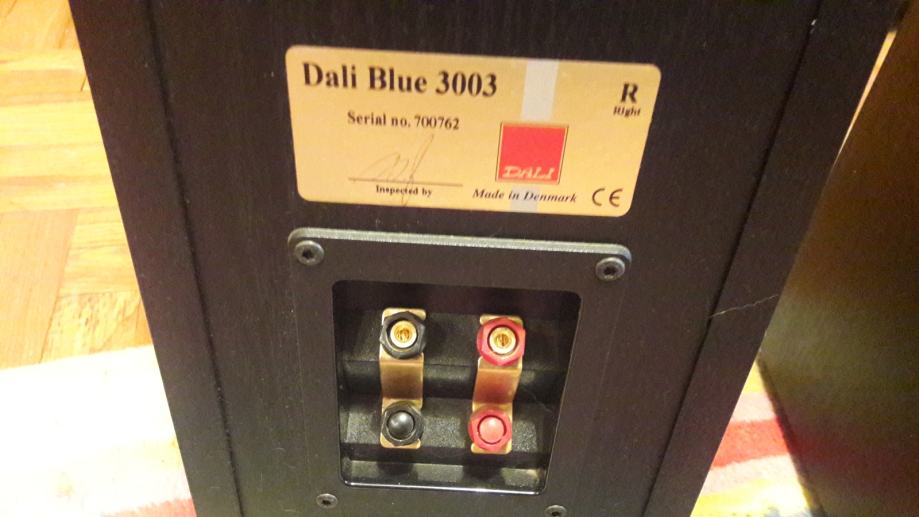 Dali Blue 3003
R
Right
Serial no. 700762
DALI
Inspected by
Made in Denmark
CE